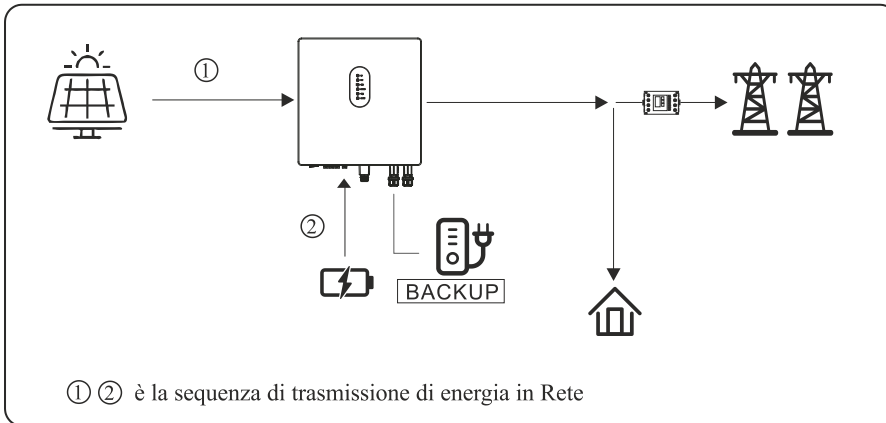 ①
②
BACKUP
① ② è la sequenza di trasmissione di energia in Rete